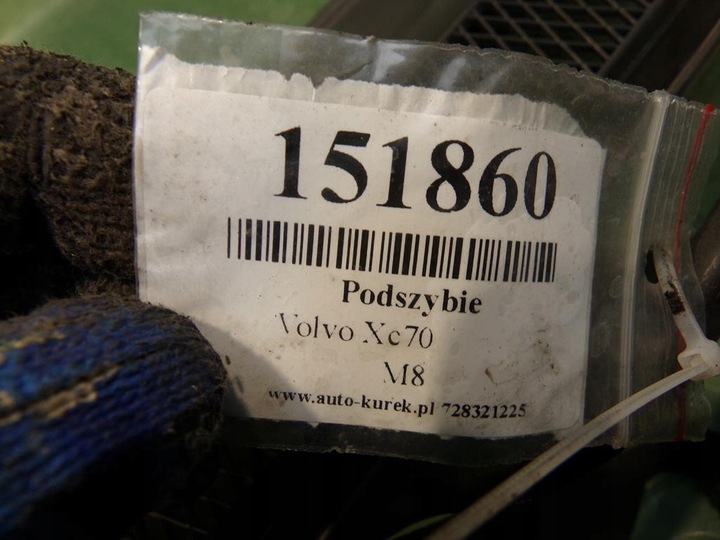 151860
Podszybie
Volvo Xc70
M8
www.auto-kurek.pl 728321225